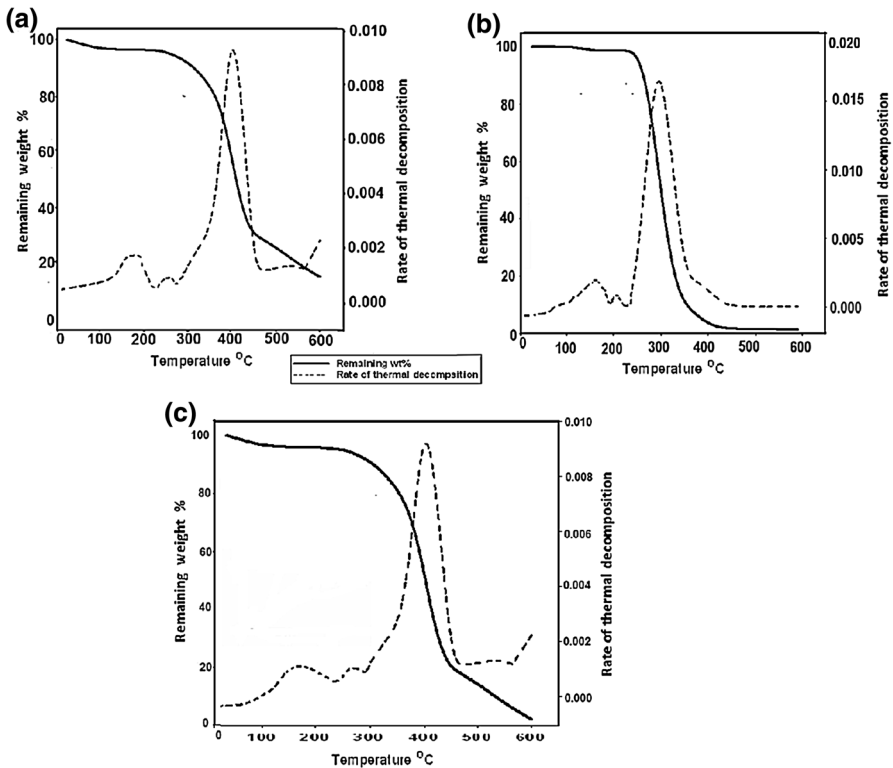 (a)
100
80
60
40
20
0
Remaining weight %
0.010
0.008
0.006
0.004
0.002
0.000
Rate of thermal decomposition
0 100 200 300 400 500 600
Temperature ⁰C
Remaining wt%
Rate of thermal decompsition
(b)
100
80
60
40
20
0
Remaining weight %
0.020
0.015
0.010
0.005
0.000
Rate of thermal decomposition
0 100 200 300 400 500 600
Temperature ⁰C
(c)
100
80
60
40
20
0
Remaining weight %
0.010
0.008
0.006
0.004
0.002
0.000
Rate of thermal decomposition
0 100 200 300 400 500 600
Temperature ⁰C